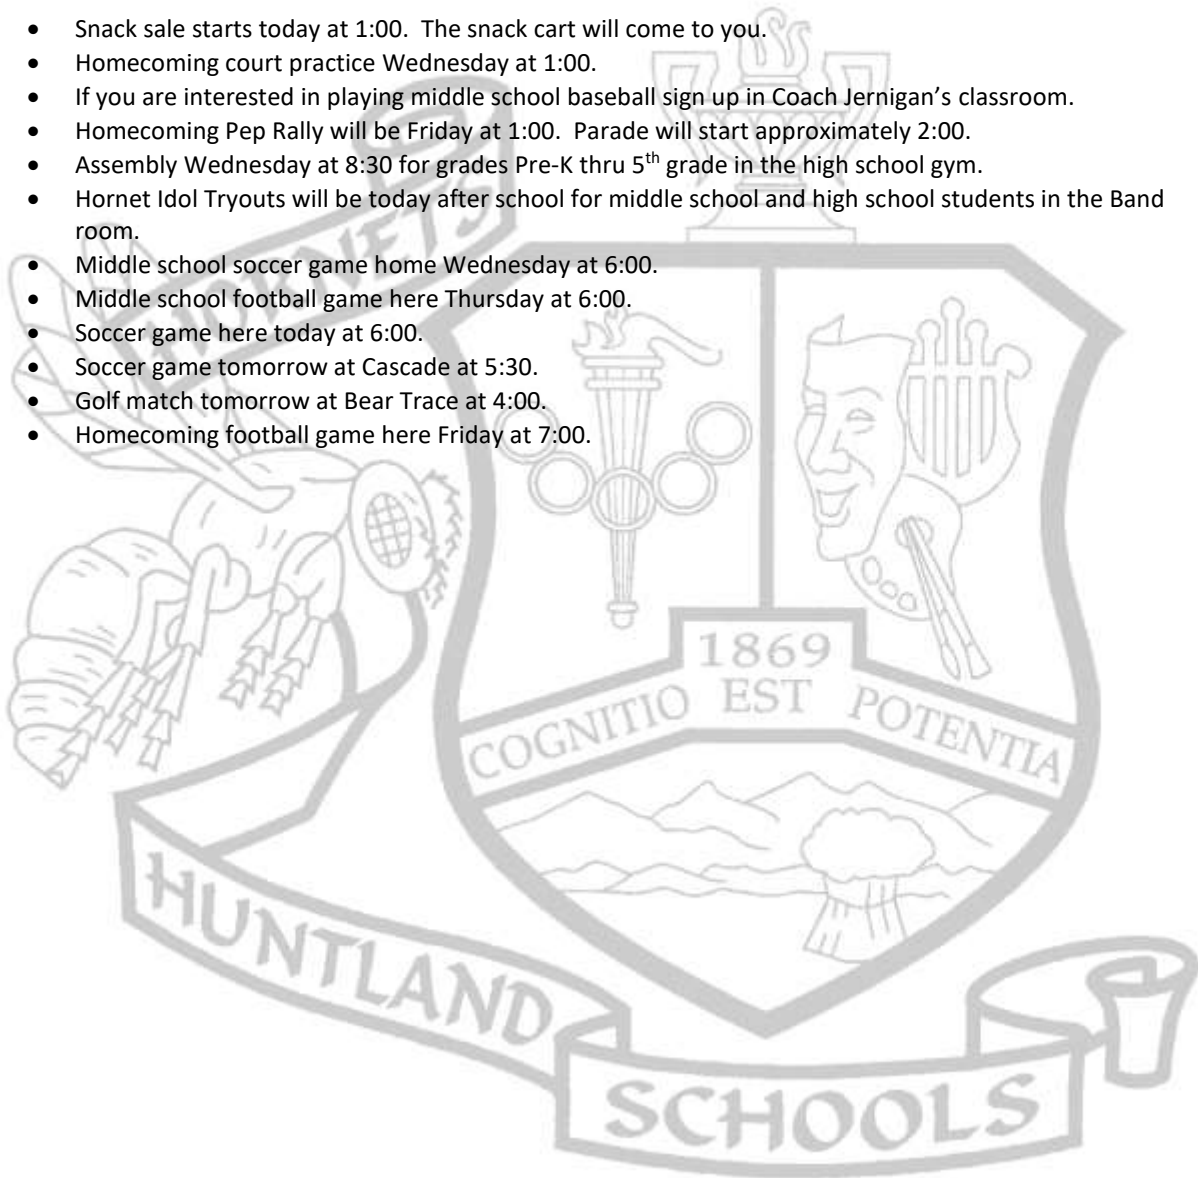 • Snack sale starts today at 1:00.  The snack cart will come to you.
• Homecoming court practice Wednesday at 1:00.
• If you are interested in playing middle school baseball sign up in Coach Jernigan’s classroom.
• Homecoming Pep Rally will be Friday at 1:00.  Parade will start approximately 2:00.
• Assembly Wednesday at 8:30 for grades Pre-K thru 5th grade in the high school gym.
• Hornet Idol Tryouts will be today after school for middle school and high school students in the Band
room.
• Middle school soccer game home Wednesday at 6:00.
• Middle school football game here Thursday at 6:00.
• Soccer game here today at 6:00.
• Soccer game tomorrow at Cascade at 5:30.
• Golf match tomorrow at Bear Trace at 4:00.
• Homecoming football game here Friday at 7:00.
HORNETS
1869
COGNITIO EST POTENTIA
HUNTLAND
SCHOOLS